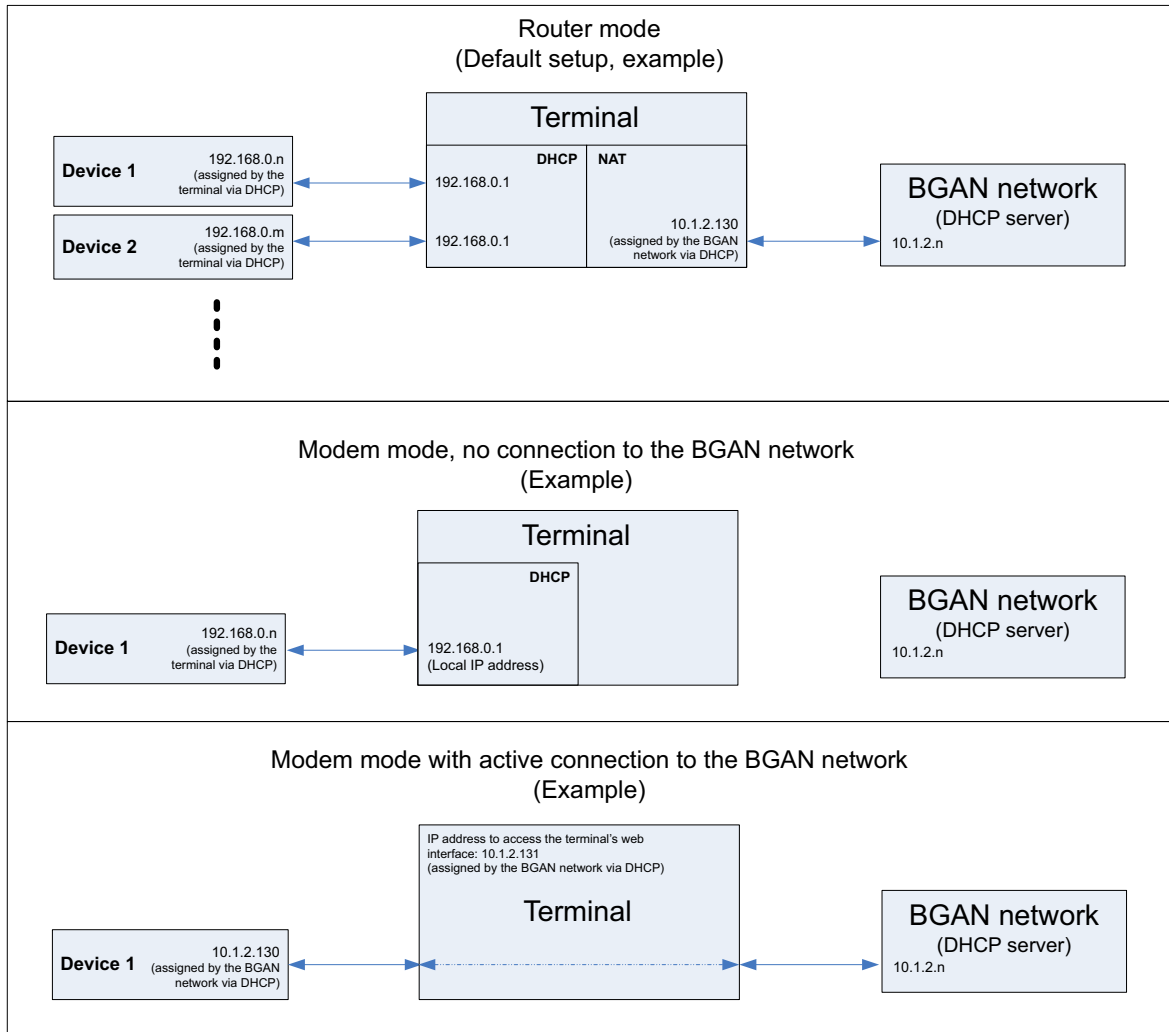 Router mode
(Default setup, example)
Terminal
Device 1
192.168.0.n
(assigned by the
terminal via DHCP)
DHCP
NAT
192.168.0.1
BGAN network
(DHCP server)
10.1.2.n
Device 2
192.168.0.m
(assigned by the
terminal via DHCP)
192.168.0.1
10.1.2.130
(assigned by the BGAN
network via DHCP)
Modem mode, no connection to the BGAN network
(Example)
Terminal
DHCP
Device 1
192.168.0.n
(assigned by the
terminal via DHCP)
192.168.0.1
(Local IP address)
BGAN network
(DHCP server)
10.1.2.n
Modem mode with active connection to the BGAN network
(Example)
IP address to access the terminal's web
interface: 10.1.2.131
(assigned by the BGAN network via DHCP)
Terminal
Device 1
10.1.2.130
(assigned by the BGAN
network via DHCP)
BGAN network
(DHCP server)
10.1.2.n